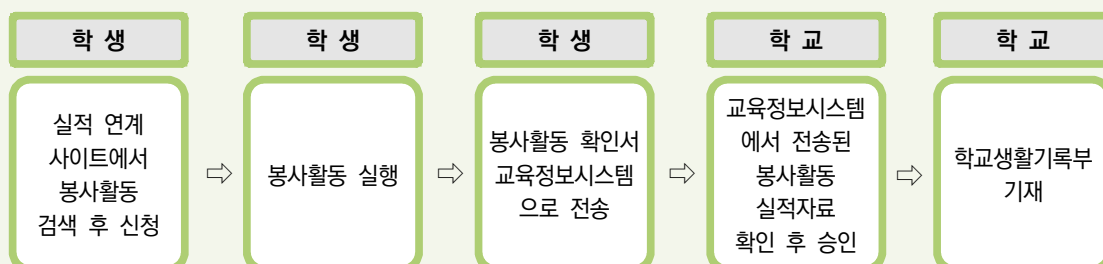 학 생
학 생
학 생
학 교
학 교
실적 연계
사이트에서
봉사활동
검색 후 신청
⇨
봉사활동 실행
⇨
봉사활동 확인서
교육정보시스템
으로 전송
⇨
교육정보시스템
에서 전송된
봉사활동
실적자료
확인 후 승인
⇨
학교생활기록부
기재